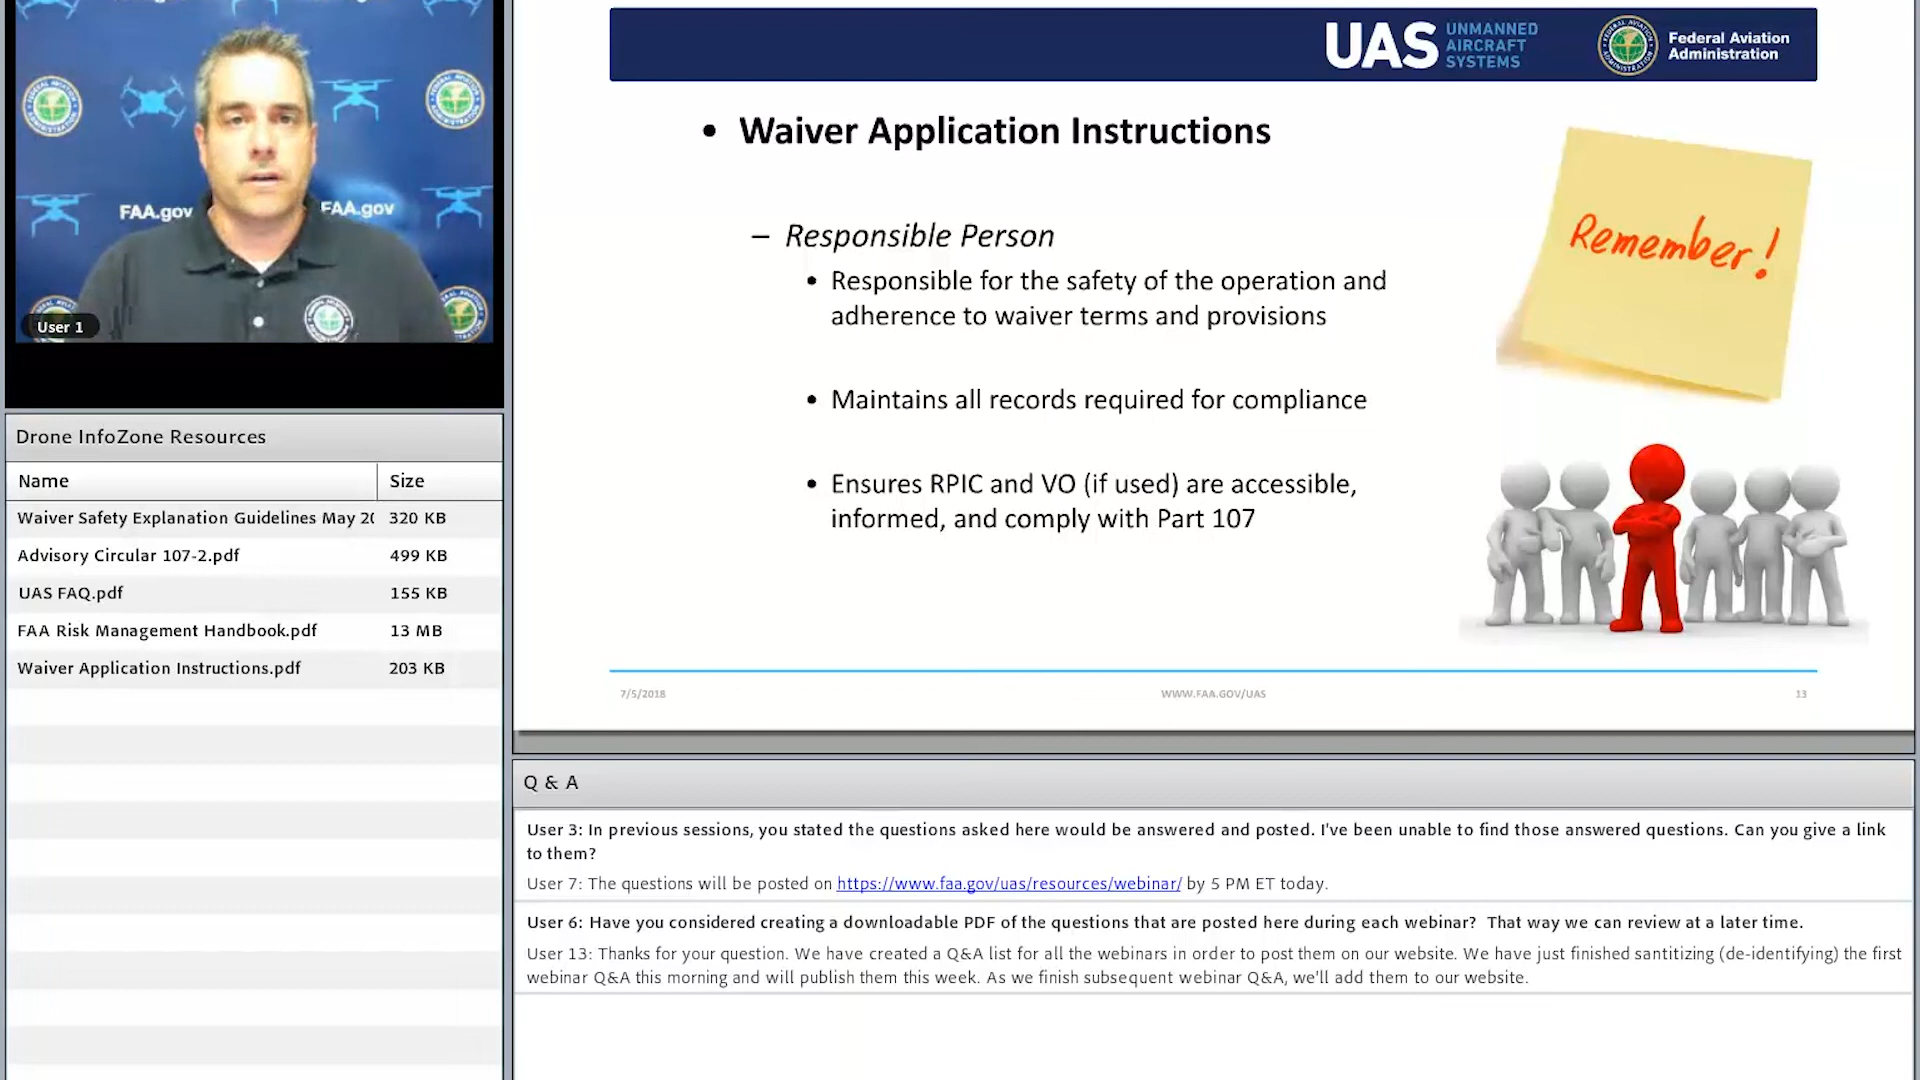 FAA.gov
FAA.gov
User 1
Drone InfoZone Resources
Name Size
Waiver Safety Explanation Guidelines May 20 320 KB
Advisory Circular 107-2.pdf 499 KB
UAS FAQ.pdf 155 KB
FAA Risk Management Handbook.pdf 13 MB
Waiver Application Instructions.pdf 203 KB
UAS UNMANNED
AIRCRAFT
SYSTEMS
Federal Aviation
Administration
• Waiver Application Instructions
– Responsible Person
• Responsible for the safety of the operation and
adherence to waiver terms and provisions
• Maintains all records required for compliance
• Ensures RPIC and VO (if used) are accessible,
informed, and comply with Part 107
Remember!
7/5/2018 WWW.FAA.GOV/UAS 13
Q & A
User 3: In previous sessions, you stated the questions asked here would be answered and posted. I've been unable to find those answered questions. Can you give a link
to them?
User 7: The questions will be posted on https://www.faa.gov/uas/resources/webinar/ by 5 PM ET today.
User 6: Have you considered creating a downloadable PDF of the questions that are posted here during each webinar? That way we can review at a later time.
User 13: Thanks for your question. We have created a Q&A list for all the webinars in order to post them on our website. We have just finished santitizing (de-identifying) the first
webinar Q&A this morning and will publish them this week. As we finish subsequent webinar Q&A, we'll add them to our website.